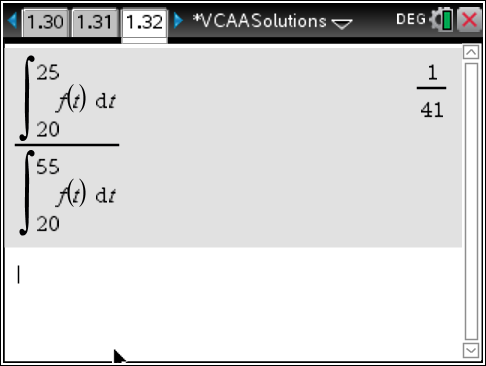 1.30 1.31 1.32 *VCAASolutions DEG
25
∫ f(t) dt
20
1
41
55
∫ f(t) dt
20